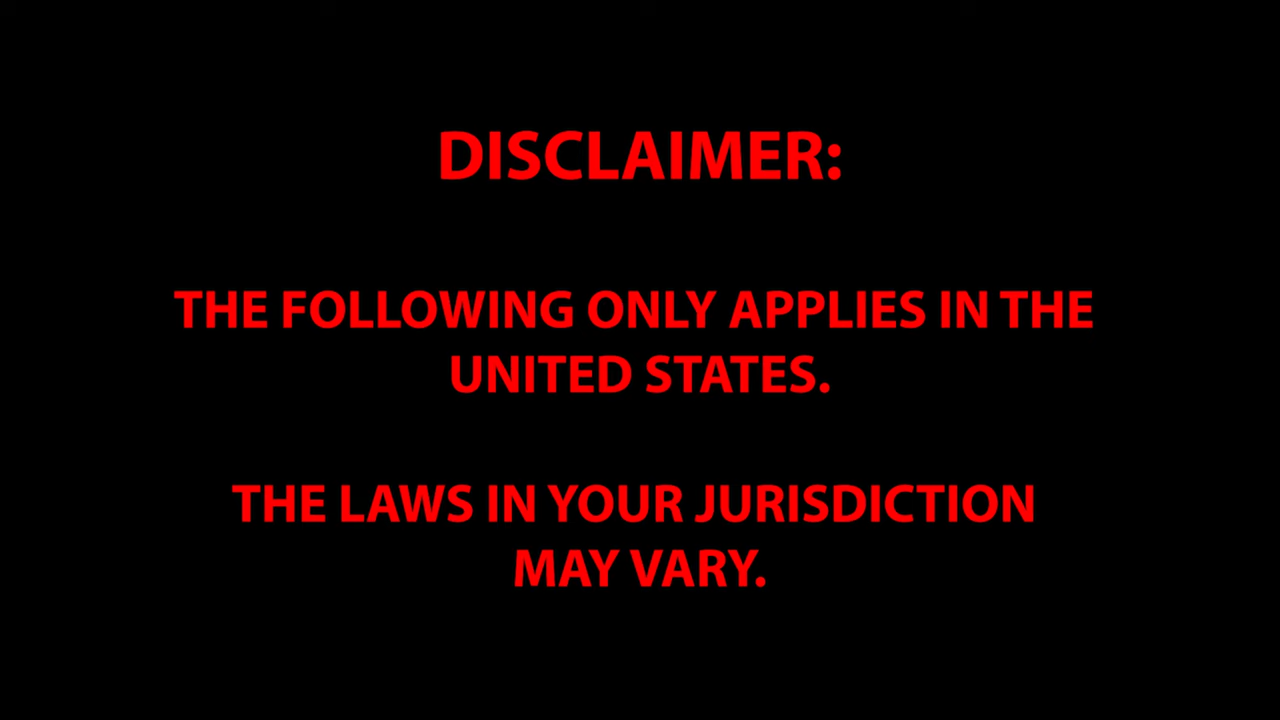 DISCLAIMER:
THE FOLLOWING ONLY APPLIES IN THE
UNITED STATES.
THE LAWS IN YOUR JURISDICTION
MAY VARY.